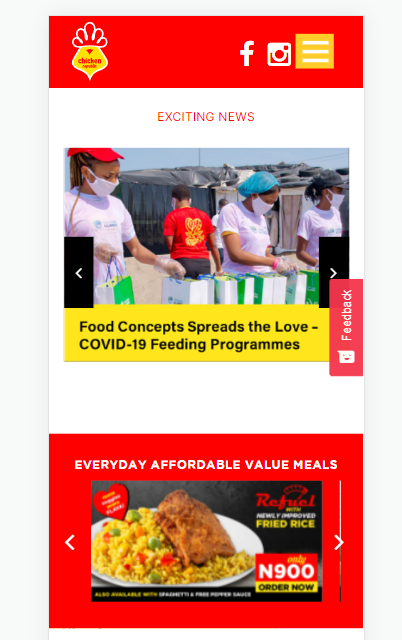 chicken
republic
EXCITING NEWS
Food Concepts Spreads the Love –
COVID-19 Feeding Programmes
Feedback
EVERYDAY AFFORDABLE VALUE MEALS
Refuel
WITH
NEWLY IMPROVED
FRIED RICE
only
N900
ORDER NOW
ALSO AVAILABLE WITH SPAGHETTI & FREE PEPPER SAUCE